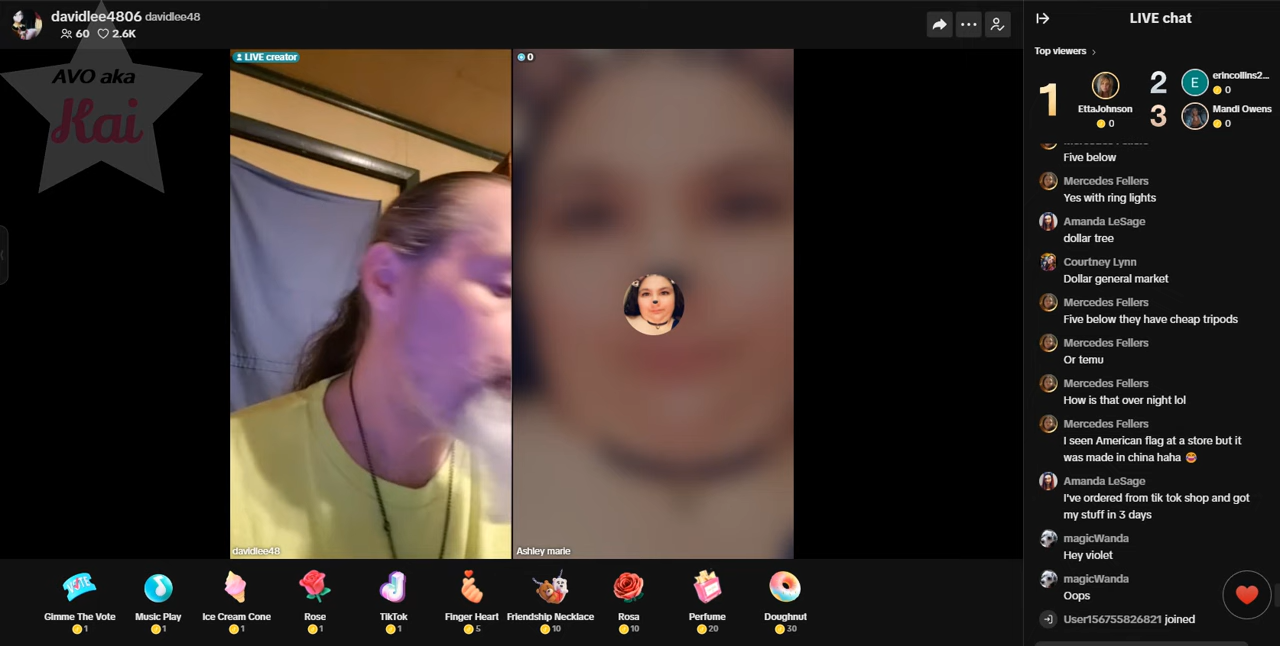 davidlee4806 davidlee48
60 2.6K
AVO aka
Kai
LIVE creator
0
davidlee48
Ashley marie
Gimme The Vote
1
Music Play
1
Ice Cream Cone
1
Rose
1
TikTok
1
Finger Heart
5
Friendship Necklace
10
Rosa
10
Perfume
20
Doughnut
30
LIVE chat
Top viewers
1
EttaJohnson
0
2
E
erincollins2...
0
3
Mandi Owens
0
Mercedes Fellers
Five below
Mercedes Fellers
Yes with ring lights
Amanda LeSage
dollar tree
Courtney Lynn
Dollar general market
Mercedes Fellers
Five below they have cheap tripods
Mercedes Fellers
Or temu
Mercedes Fellers
How is that over night lol
Mercedes Fellers
I seen American flag at a store but it
was made in china haha
Amanda LeSage
I've ordered from tik tok shop and got
my stuff in 3 days
magicWanda
Hey violet
magicWanda
Oops
User156755826821 joined